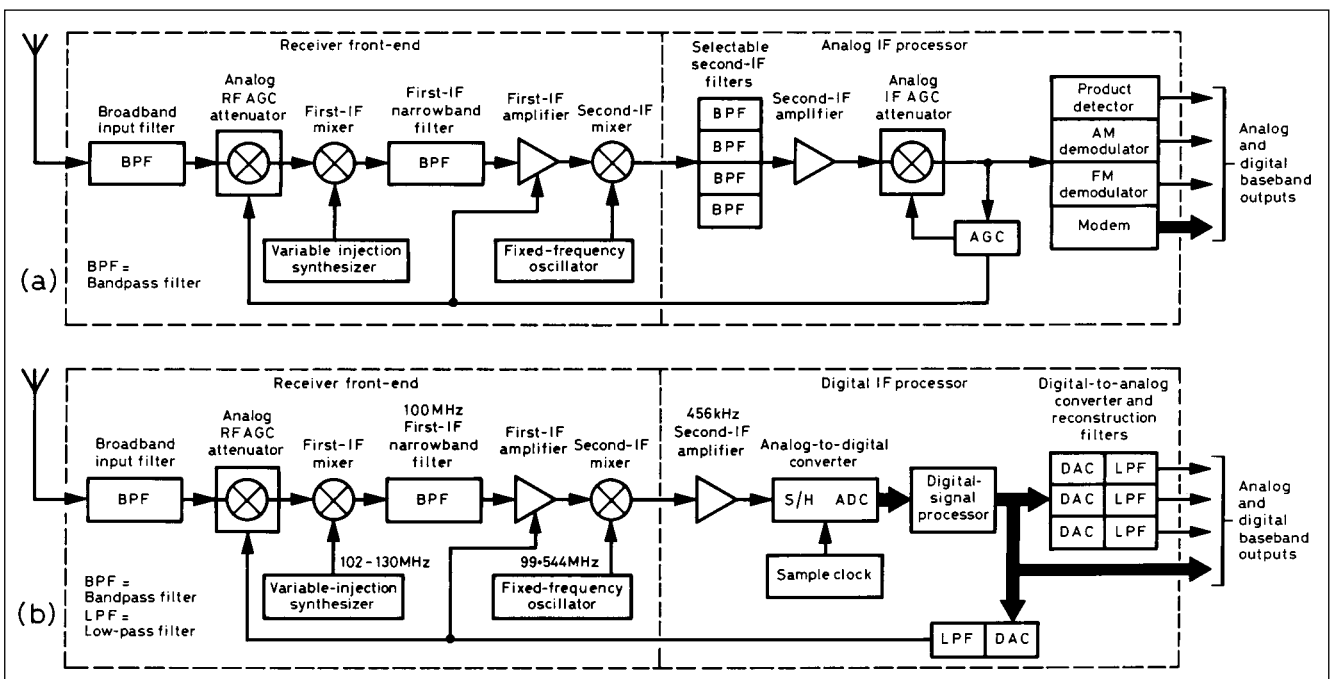 (a)
Receiver front-end
Analog IF processor
Broadband
input filter
BPF
Analog
RF AGC
attenuator
First-IF
mixer
First-IF
narrowband
filter
BPF
First-IF
amplifier
Second-IF
mixer
Selectable
second-IF
filters
BPF
BPF
BPF
BPF
Second-IF
amplifier
Analog
IF AGC
attenuator
Product
detector
AM
demodulator
FM
demodulator
Modem
Analog
and
digital
baseband
outputs
Variable injection
synthesizer
Fixed-frequency
oscillator
AGC
BPF =
Bandpass filter
(b)
Receiver front-end
Digital IF processor
Broadband
input filter
BPF
Analog
RF AGC
attenuator
First-IF
mixer
100MHz
First-IF
narrowband
filter
BPF
First-IF
amplifier
Second-IF
mixer
456kHz
Second-IF
amplifier
Analog-to-digital
converter
S/H ADC
Digital-
signal
processor
Digital-to-analog
converter and
reconstruction
filters
DAC LPF
DAC LPF
DAC LPF
Analog
and
digital
baseband
outputs
102-130MHz
Variable-injection
synthesizer
99•544MHz
Fixed-frequency
oscillator
Sample clock
LPF DAC
BPF =
Bandpass filter
LPF =
Low-pass filter